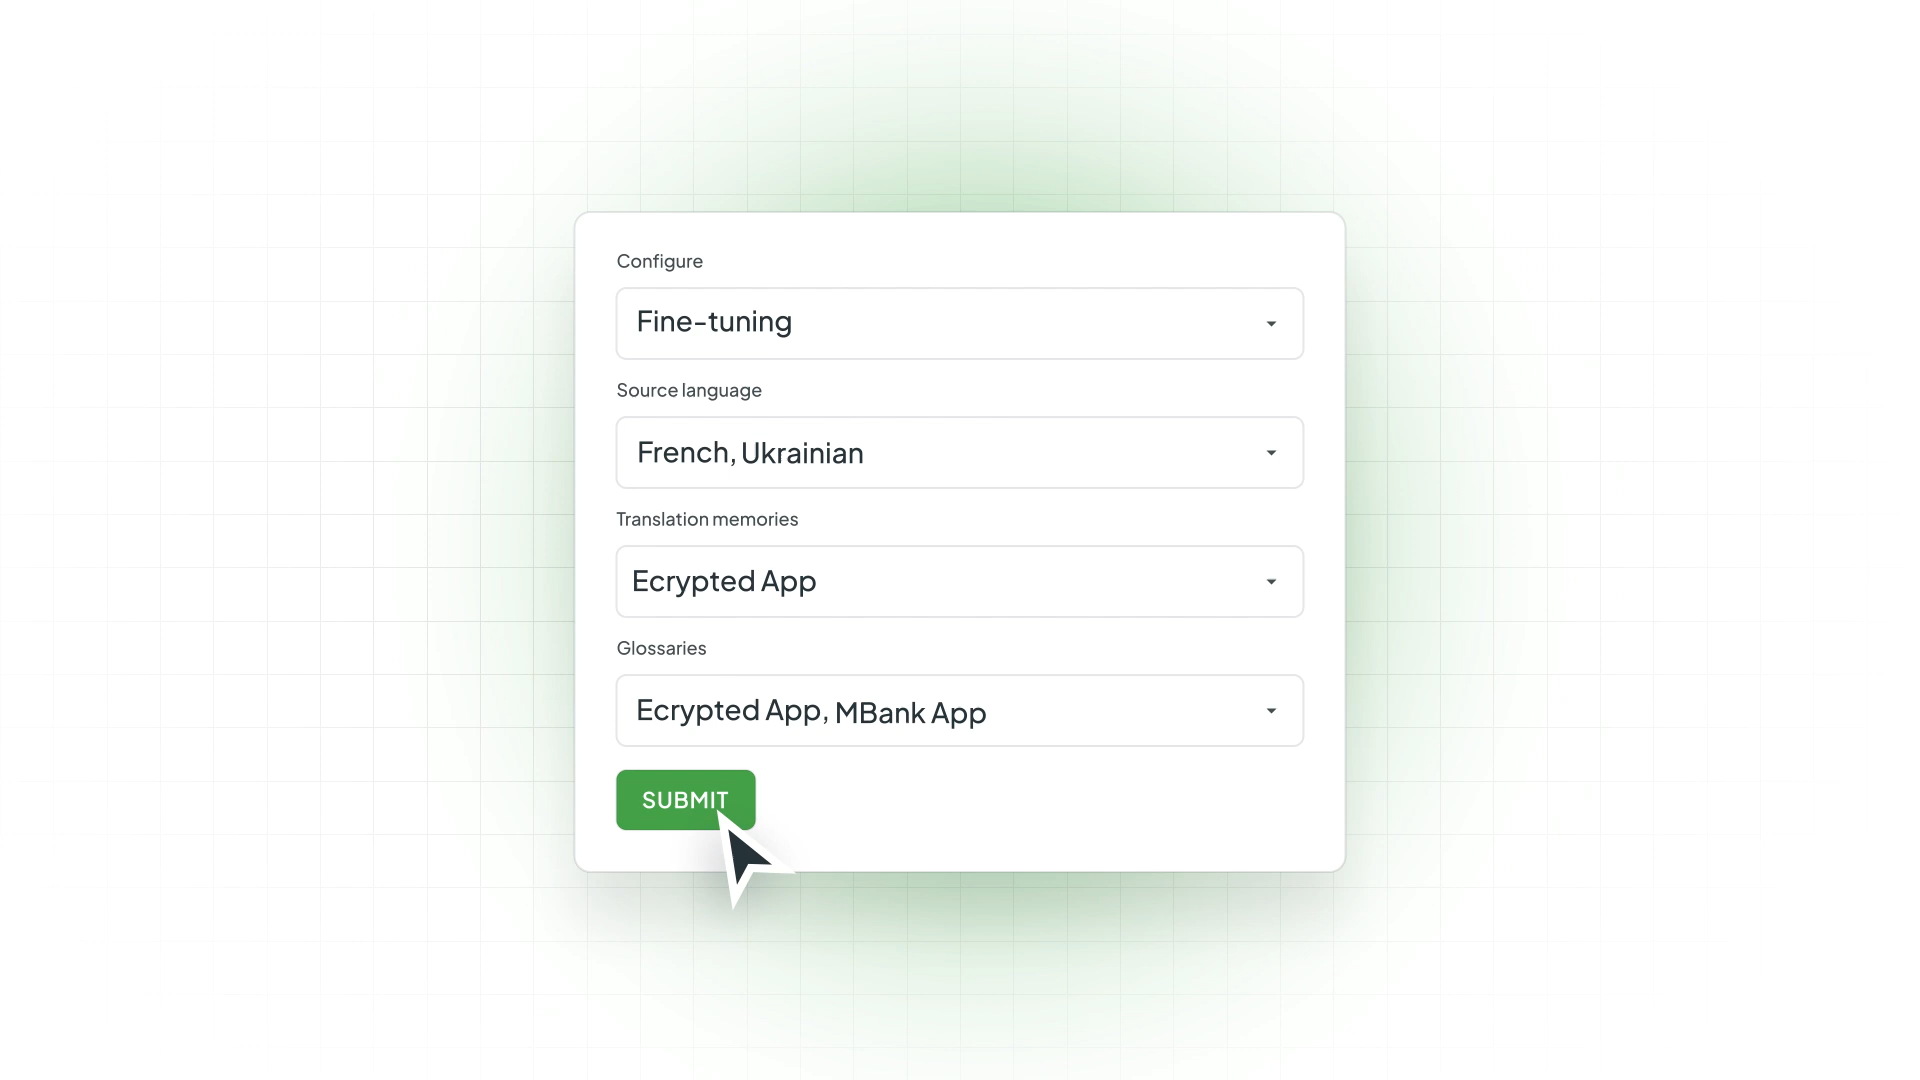 Configure
Fine-tuning
Source language
French, Ukrainian
Translation memories
Ecrypted App
Glossaries
Ecrypted App, MBank App
SUBMIT